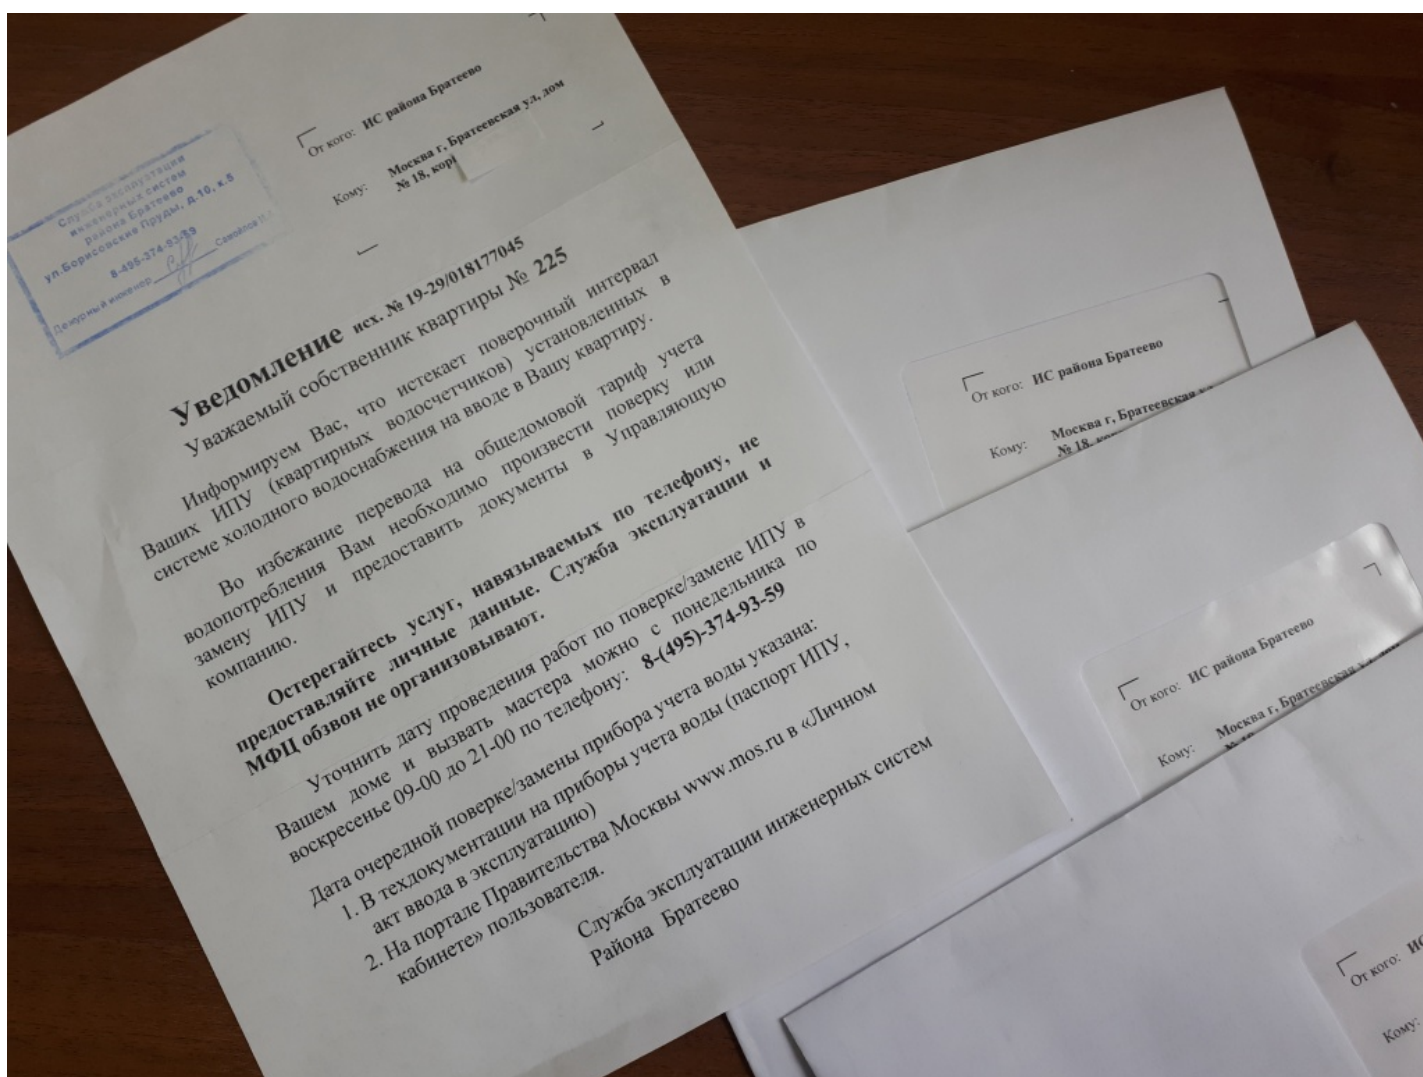 Служба эксплуатации
инженерных систем
района Братеево
ул.Борисовские Пруды, д.10, к.5
8-495-374-93-59
Дежурный инженер Самойлов
От кого: ИС района Братеево
Кому: Москва г, Братеевская ул, дом
№ 18, корп
Уведомление исх. № 19-29/018177045
Уважаемый собственник квартиры № 225
Информируем Вас, что истекает поверочный интервал
Ваших ИПУ (квартирных водосчетчиков) установленных в
системе холодного водоснабжения на вводе в Вашу квартиру.
Во избежание перевода на общедомовой тариф учета
водопотребления Вам необходимо произвести поверку или
замену ИПУ и предоставить документы в Управляющую
компанию.
Остерегайтесь услуг, навязываемых по телефону, не
предоставляйте личные данные. Служба эксплуатации и
МФЦ обзвон не организовывают.
Уточнить дату проведения работ по поверке/замене ИПУ в
Вашем доме и вызвать мастера можно с понедельника по
воскресенье 09-00 до 21-00 по телефону: 8-(495)-374-93-59
Дата очередной поверке/замены прибора учета воды указана:
1. В техдокументации на приборы учета воды (паспорт ИПУ,
акт ввода в эксплуатацию)
2. На портале Правительства Москвы www.mos.ru в «Личном
кабинете» пользователя.
Служба эксплуатации инженерных систем
Района Братеево
От кого: ИС района Братеево
Кому: Москва г, Братеевская ул,
№ 18,
От кого: ИС района Братеево
Кому: Москва г, Братеевская
От кого: ИС
Кому: